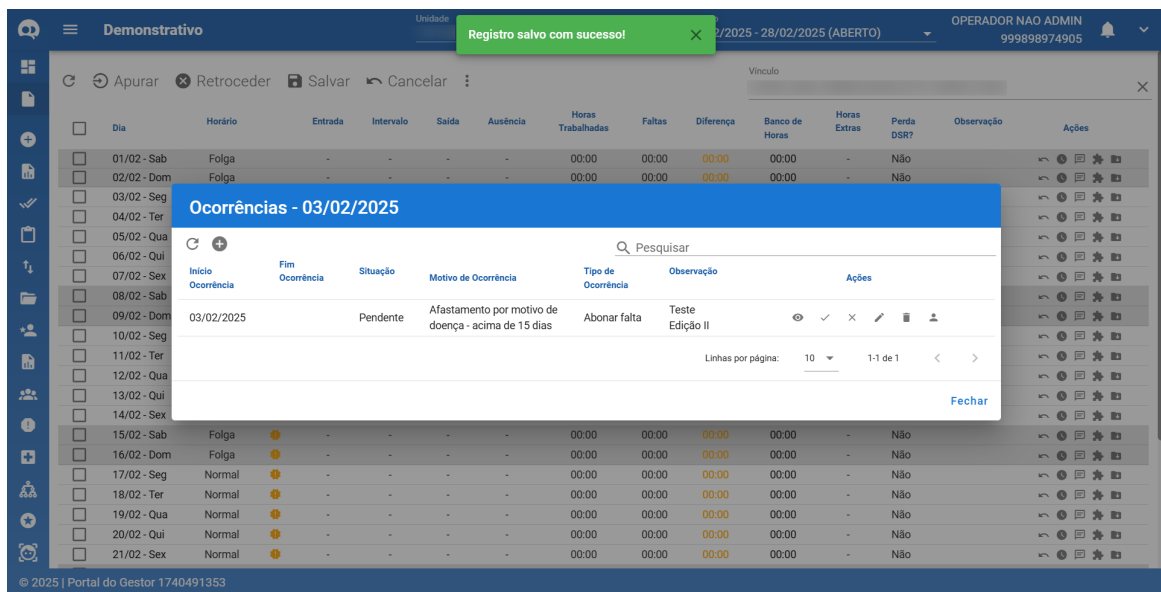 Demonstrativo
Unidade
Registro salvo com sucesso!
2/2025 - 28/02/2025 (ABERTO)
OPERADOR NAO ADMIN
999898974905
Apurar Retroceder Salvar Cancelar
Vínculo
Dia Horário Entrada Intervalo Saída Ausência Horas Trabalhadas Faltas Diferença Banco de Horas Horas Extras Perda DSR? Observação Ações
01/02 - Sab Folga - - - - 00:00 00:00 00:00 00:00 - Não
02/02 - Dom Folga - - - - 00:00 00:00 00:00 00:00 - Não
03/02 - Seg
04/02 - Ter
05/02 - Qua
06/02 - Qui
07/02 - Sex
08/02 - Sab
09/02 - Dom
10/02 - Seg
11/02 - Ter
12/02 - Qua
13/02 - Qui
14/02 - Sex
Ocorrências - 03/02/2025
Pesquisar
Início Ocorrência Fim Ocorrência Situação Motivo de Ocorrência Tipo de Ocorrência Observação Ações
03/02/2025 Pendente Afastamento por motivo de doença - acima de 15 dias Abonar falta Teste Edição II
Linhas por página: 10 1-1 de 1
Fechar
15/02 - Sab Folga - - - - 00:00 00:00 00:00 00:00 - Não
16/02 - Dom Folga - - - - 00:00 00:00 00:00 00:00 - Não
17/02 - Seg Normal - - - - 00:00 00:00 00:00 00:00 - Não
18/02 - Ter Normal - - - - 00:00 00:00 00:00 00:00 - Não
19/02 - Qua Normal - - - - 00:00 00:00 00:00 00:00 - Não
20/02 - Qui Normal - - - - 00:00 00:00 00:00 00:00 - Não
21/02 - Sex Normal - - - - 00:00 00:00 00:00 00:00 - Não
© 2025 | Portal do Gestor 1740491353